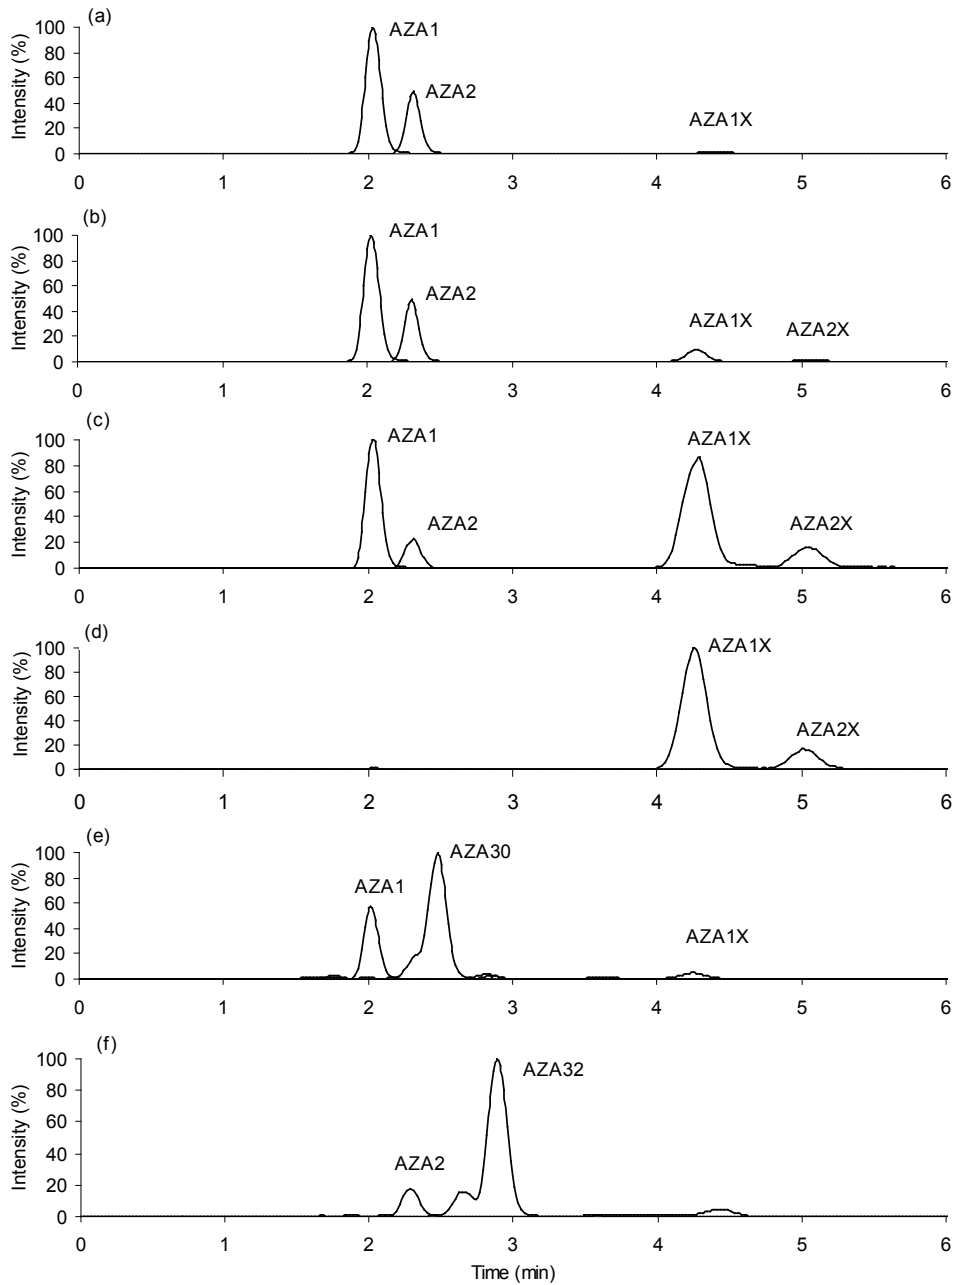 (a)
Intensity (%)
100
80
60
40
20
0
AZA1
AZA2
AZA1X
0 1 2 3 4 5 6
(b)
Intensity (%)
100
80
60
40
20
0
AZA1
AZA2
AZA1X
AZA2X
0 1 2 3 4 5 6
(c)
Intensity (%)
100
80
60
40
20
0
AZA1
AZA2
AZA1X
AZA2X
0 1 2 3 4 5 6
(d)
Intensity (%)
100
80
60
40
20
0
AZA1X
AZA2X
0 1 2 3 4 5 6
(e)
Intensity (%)
100
80
60
40
20
0
AZA1
AZA30
AZA1X
0 1 2 3 4 5 6
(f)
Intensity (%)
100
80
60
40
20
0
AZA2
AZA32
0 1 2 3 4 5 6
Time (min)